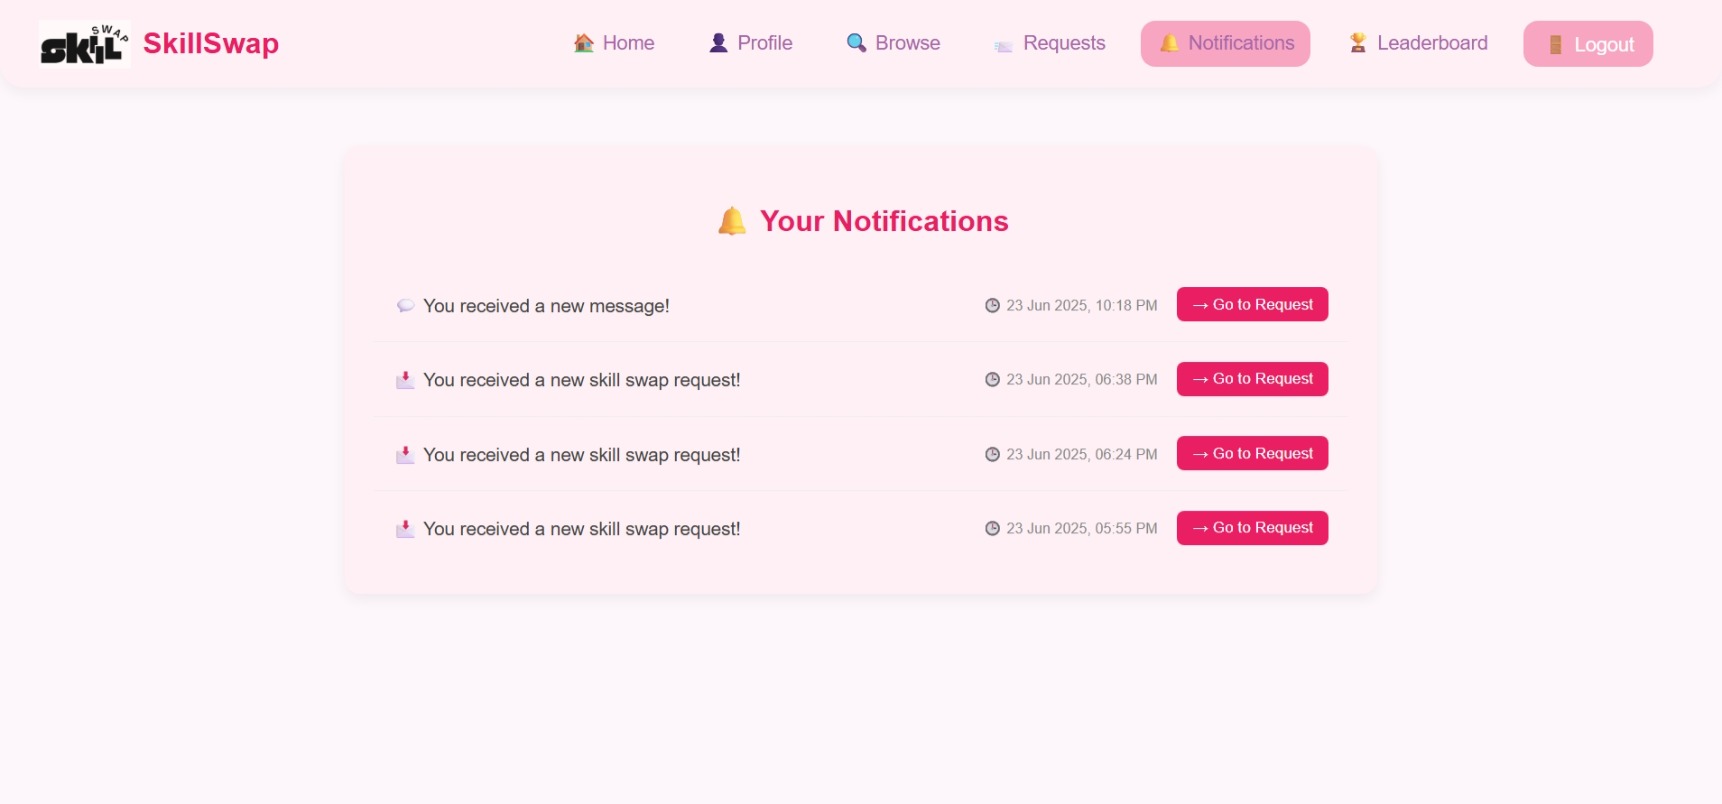 SKILL SWAP SkillSwap Home Profile Browse Requests Notifications Leaderboard Logout
Your Notifications
You received a new message! 23 Jun 2025, 10:18 PM → Go to Request
You received a new skill swap request! 23 Jun 2025, 06:38 PM → Go to Request
You received a new skill swap request! 23 Jun 2025, 06:24 PM → Go to Request
You received a new skill swap request! 23 Jun 2025, 05:55 PM → Go to Request